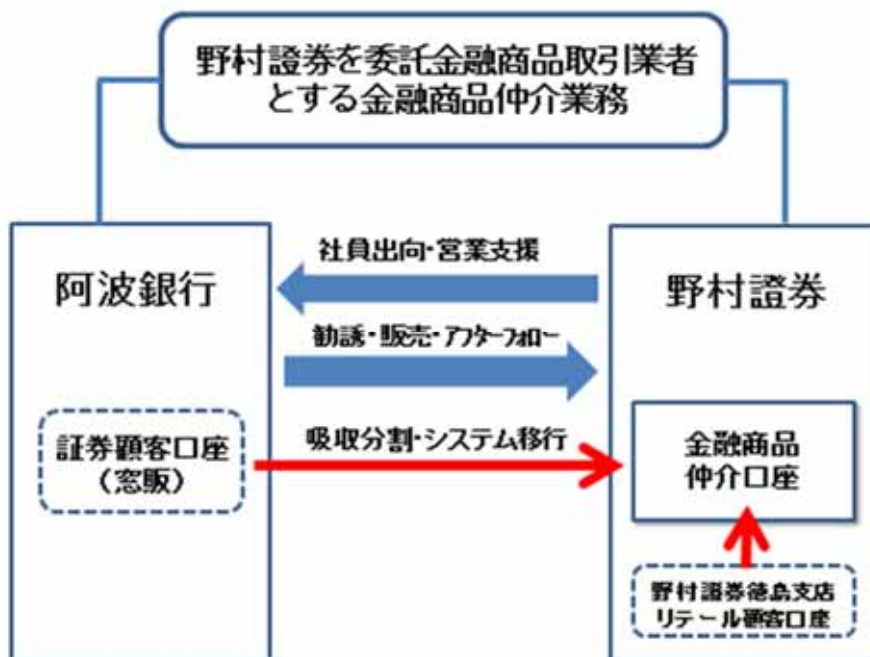 野村證券を委託金融商品取引業者
とする金融商品仲介業務
社員出向・営業支援
阿波銀行
野村證券
勧誘・販売・アフターフォロー
証券顧客口座
（窓販）
吸収分割・システム移行
金融商品
仲介口座
野村證券徳島支店
リテール顧客口座